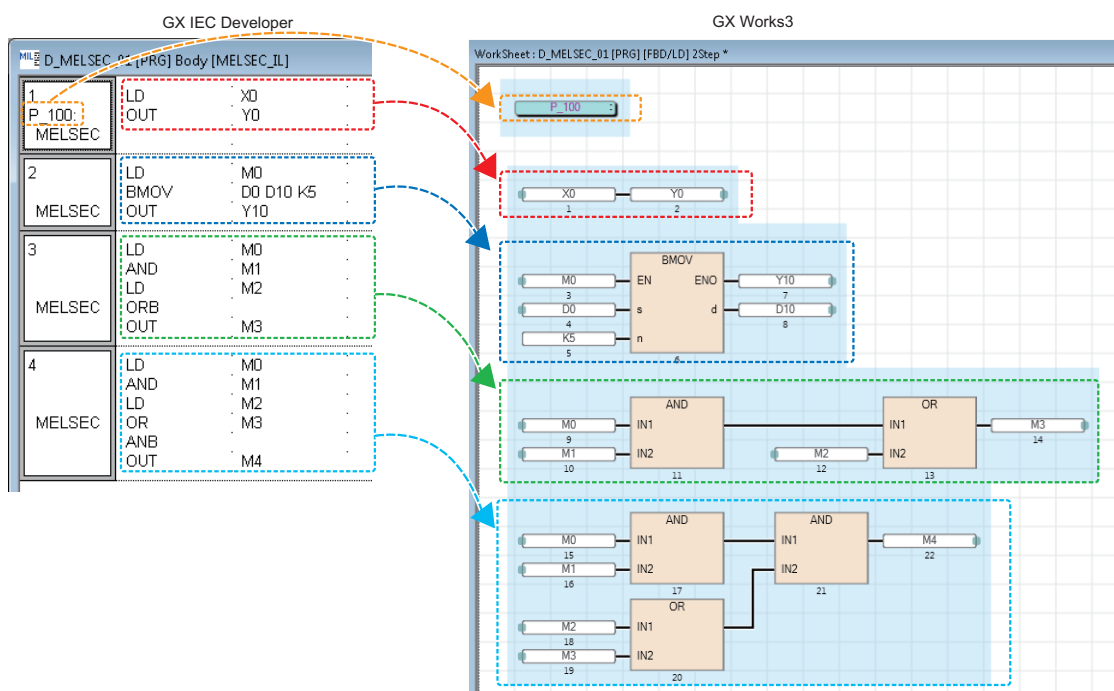 GX IEC Developer
GX Works3
MIL D_MELSEC_01 [PRG] Body [MELSEC_IL]
1
P_100:
MELSEC
LD X0
OUT Y0
2
MELSEC
LD M0
BMOV D0 D10 K5
OUT Y10
3
MELSEC
LD M0
AND M1
LD M2
ORB
OUT M3
4
MELSEC
LD M0
AND M1
LD M2
OR M3
ANB
OUT M4
WorkSheet : D_MELSEC_01 [PRG] [FBD/LD] 2Step *
P_100 :
X0 Y0
1 2
BMOV
M0 EN ENO Y10
3 7
D0 s d D10
4 8
K5 n
5 6
AND OR
M0 IN1 IN1 M3
9 14
M1 IN2 M2 IN2
10 11 12 13
AND AND
M0 IN1 IN1 M4
15 22
M1 IN2 IN2
16 17 21
OR
M2 IN1
18
M3 IN2
19 20